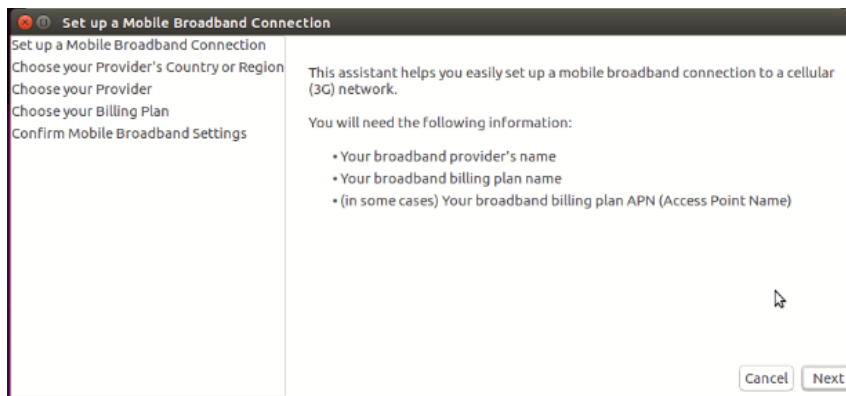 Set up a Mobile Broadband Connection
Set up a Mobile Broadband Connection
Choose your Provider's Country or Region
Choose your Provider
Choose your Billing Plan
Confirm Mobile Broadband Settings
This assistant helps you easily set up a mobile broadband connection to a cellular
(3G) network.
You will need the following information:
• Your broadband provider's name
• Your broadband billing plan name
• (in some cases) Your broadband billing plan APN (Access Point Name)
Cancel
Next